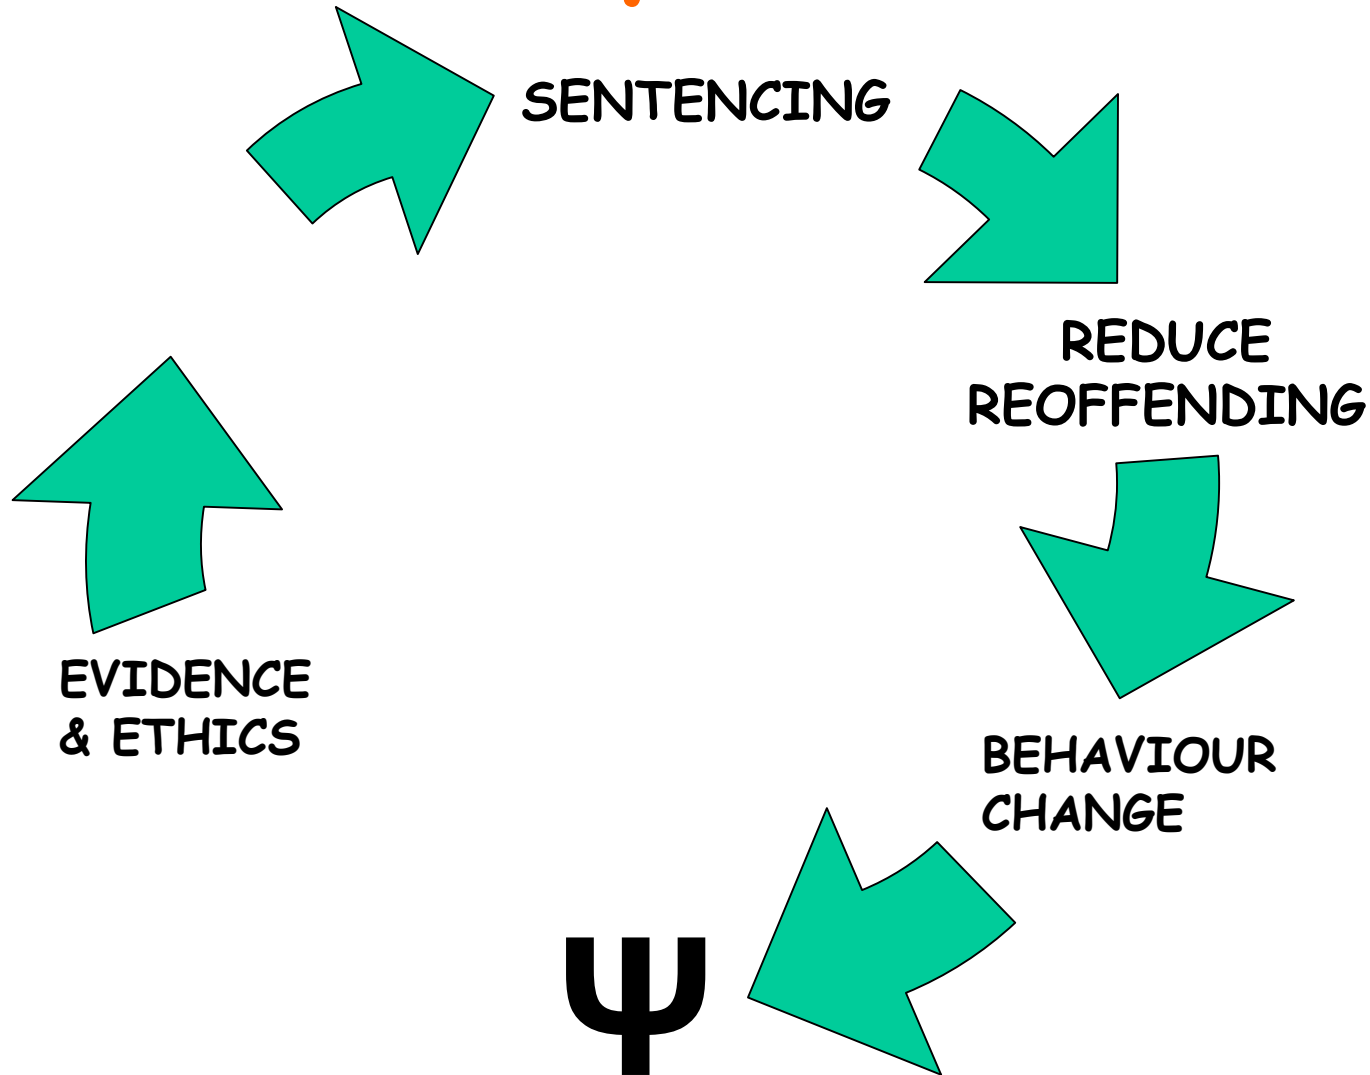 SENTENCING
REDUCE
REOFFENDING
BEHAVIOUR
CHANGE
Ψ
EVIDENCE
& ETHICS